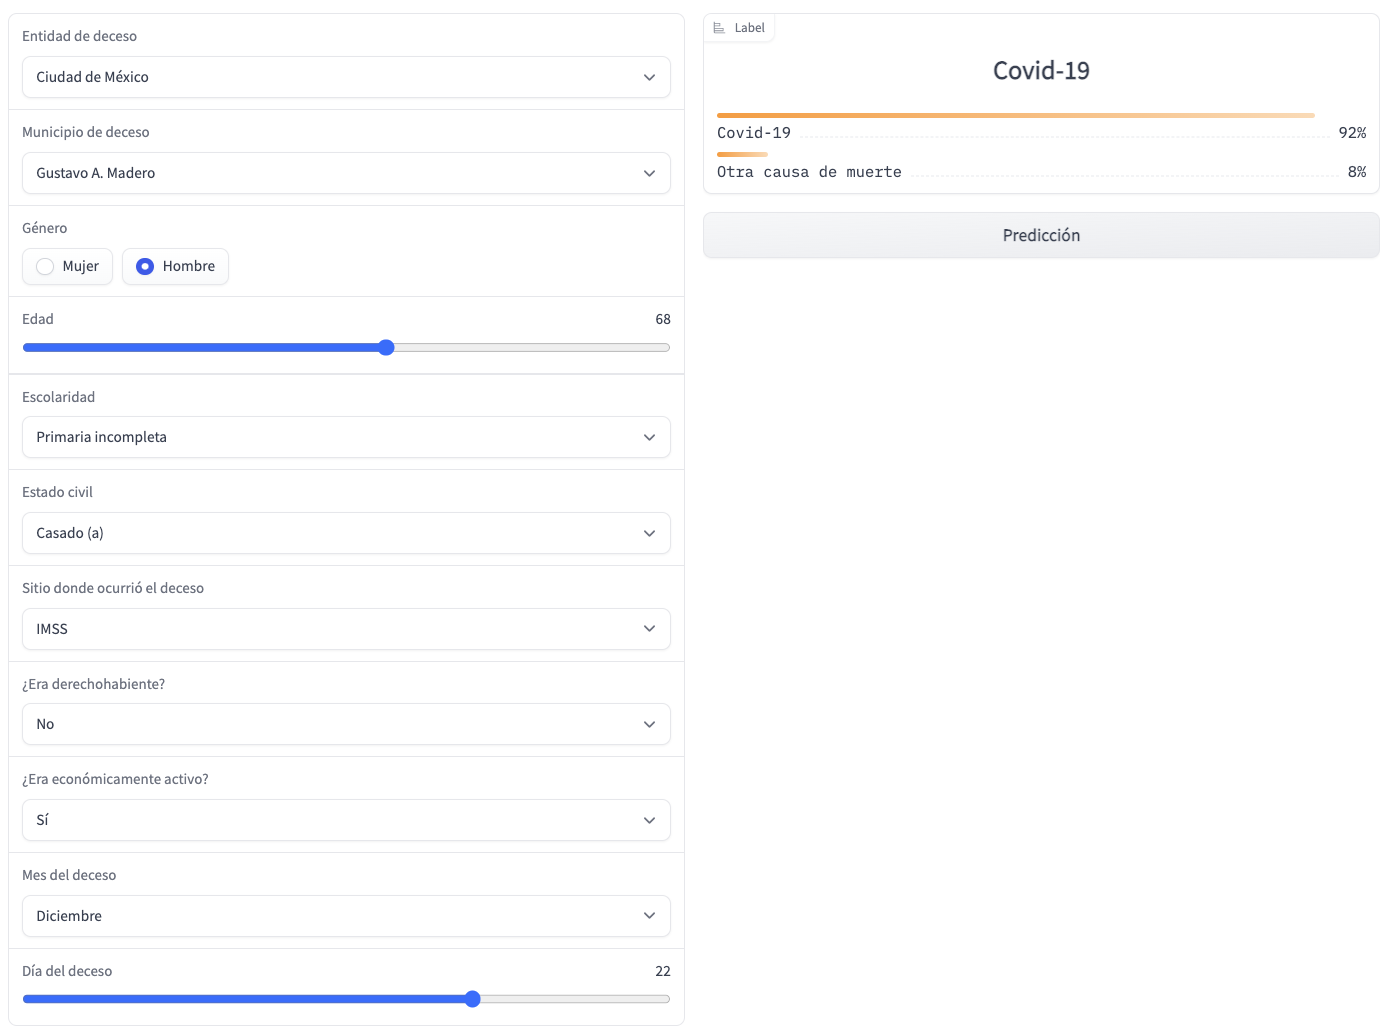 Entidad de deceso
Ciudad de México
Municipio de deceso
Gustavo A. Madero
Género
Mujer
Hombre
Edad
68
Escolaridad
Primaria incompleta
Estado civil
Casado (a)
Sitio donde ocurrió el deceso
IMSS
¿Era derechohabiente?
No
¿Era económicamente activo?
Sí
Mes del deceso
Diciembre
Día del deceso
22
Label
Covid-19
Covid-19 92%
Otra causa de muerte 8%
Predicción